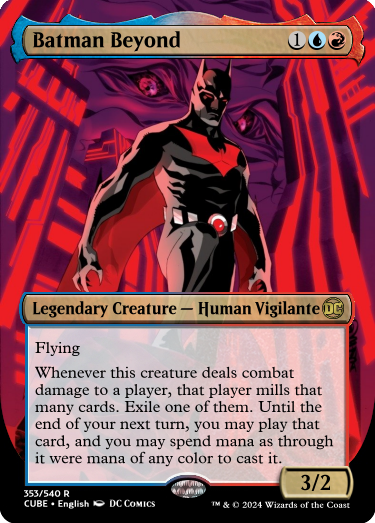 Batman Beyond 1
Legendary Creature — Human Vigilante DC
Flying
Whenever this creature deals combat
damage to a player, that player mills that
many cards. Exile one of them. Until the
end of your next turn, you may play that
card, and you may spend mana as through
it were mana of any color to cast it.
3/2
353/540 R
CUBE • English DC COMICS
™ & © 2024 Wizards of the Coast